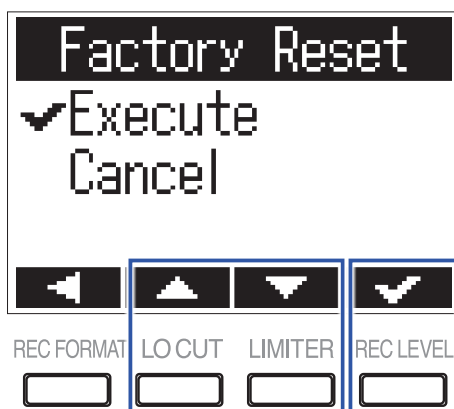 Factory Reset
Execute
Cancel
REC FORMAT LO CUT LIMITER REC LEVEL